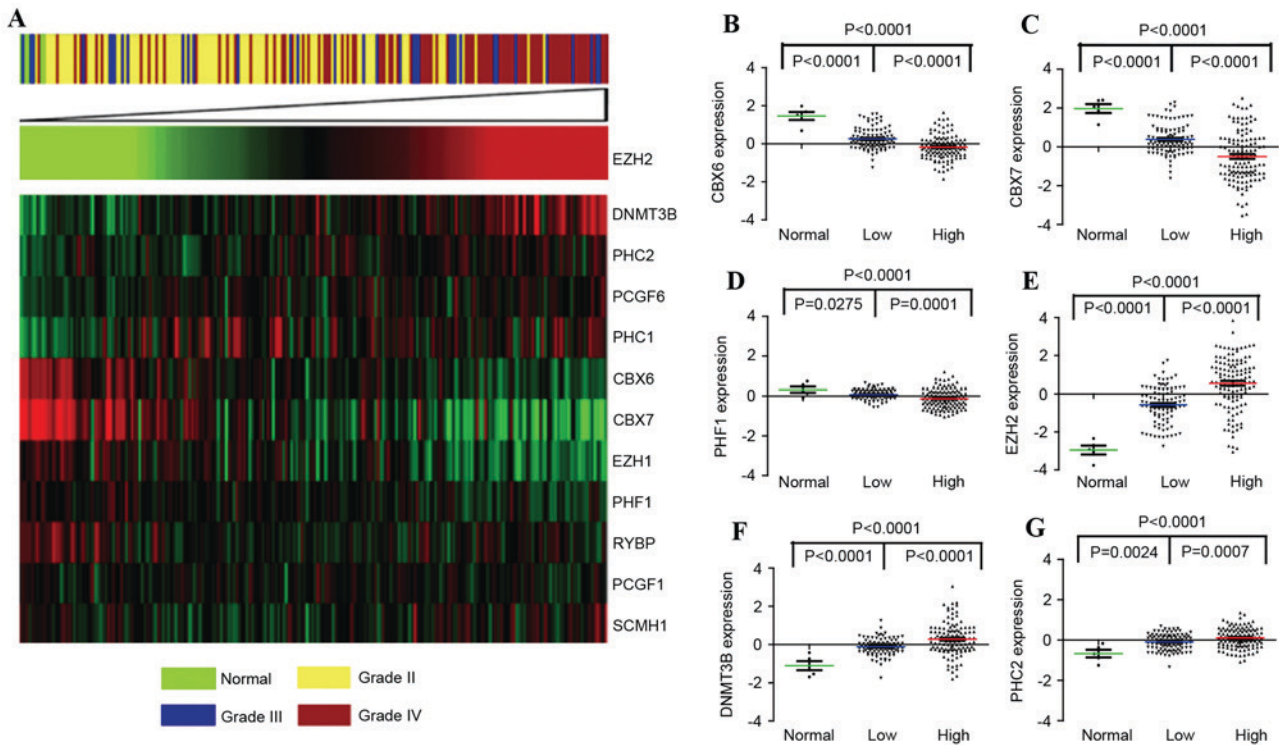 A
EZH2
DNMT3B
PHC2
PCGF6
PHC1
CBX6
CBX7
EZH1
PHF1
RYBP
PCGF1
SCMH1
Normal
Grade II
Grade III
Grade IV
B
P<0.0001
P<0.0001 P<0.0001
CBX6 expression
4
2
0
-2
-4
Normal Low High
C
P<0.0001
P<0.0001 P<0.0001
CBX7 expression
4
2
0
-2
-4
Normal Low High
D
P<0.0001
P=0.0275 P=0.0001
PHF1 expression
4
2
0
-2
-4
Normal Low High
E
P<0.0001
P<0.0001 P<0.0001
EZH2 expression
4
2
0
-2
-4
Normal Low High
F
P<0.0001
P<0.0001 P<0.0001
DNMT3B expression
4
2
0
-2
-4
Normal Low High
G
P<0.0001
P=0.0024 P=0.0007
PHC2 expression
4
2
0
-2
-4
Normal Low High